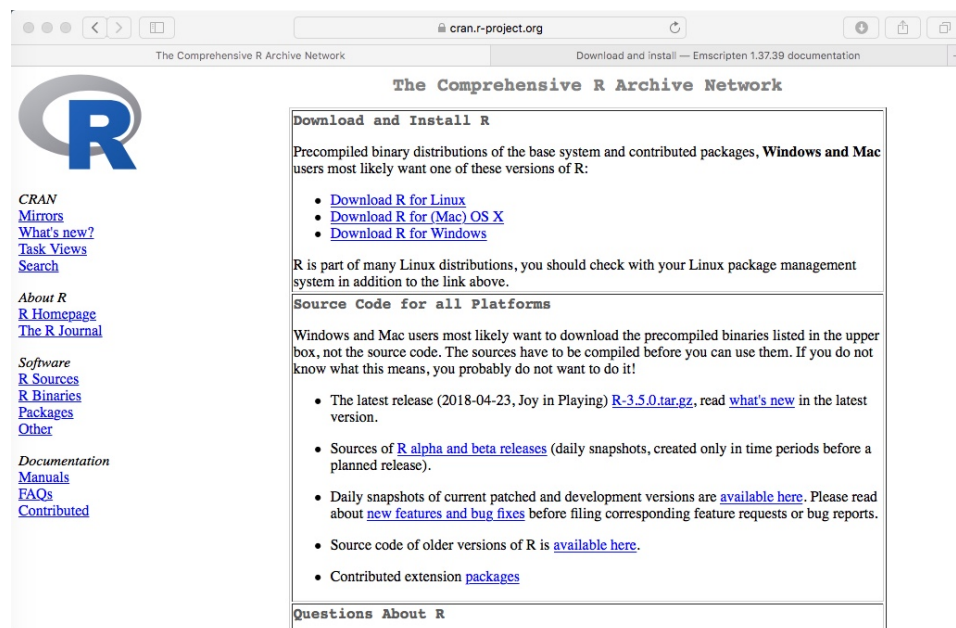 cran.r-project.org
The Comprehensive R Archive Network
Download and install — Emscripten 1.37.39 documentation
R
CRAN
Mirrors
What's new?
Task Views
Search
About R
R Homepage
The R Journal
Software
R Sources
R Binaries
Packages
Other
Documentation
Manuals
FAQs
Contributed
The Comprehensive R Archive Network
Download and Install R
Precompiled binary distributions of the base system and contributed packages, Windows and Mac
users most likely want one of these versions of R:
• Download R for Linux
• Download R for (Mac) OS X
• Download R for Windows
R is part of many Linux distributions, you should check with your Linux package management
system in addition to the link above.
Source Code for all Platforms
Windows and Mac users most likely want to download the precompiled binaries listed in the upper
box, not the source code. The sources have to be compiled before you can use them. If you do not
know what this means, you probably do not want to do it!
• The latest release (2018-04-23, Joy in Playing) R-3.5.0.tar.gz, read what's new in the latest
version.
• Sources of R alpha and beta releases (daily snapshots, created only in time periods before a
planned release).
• Daily snapshots of current patched and development versions are available here. Please read
about new features and bug fixes before filing corresponding feature requests or bug reports.
• Source code of older versions of R is available here.
• Contributed extension packages
Questions About R